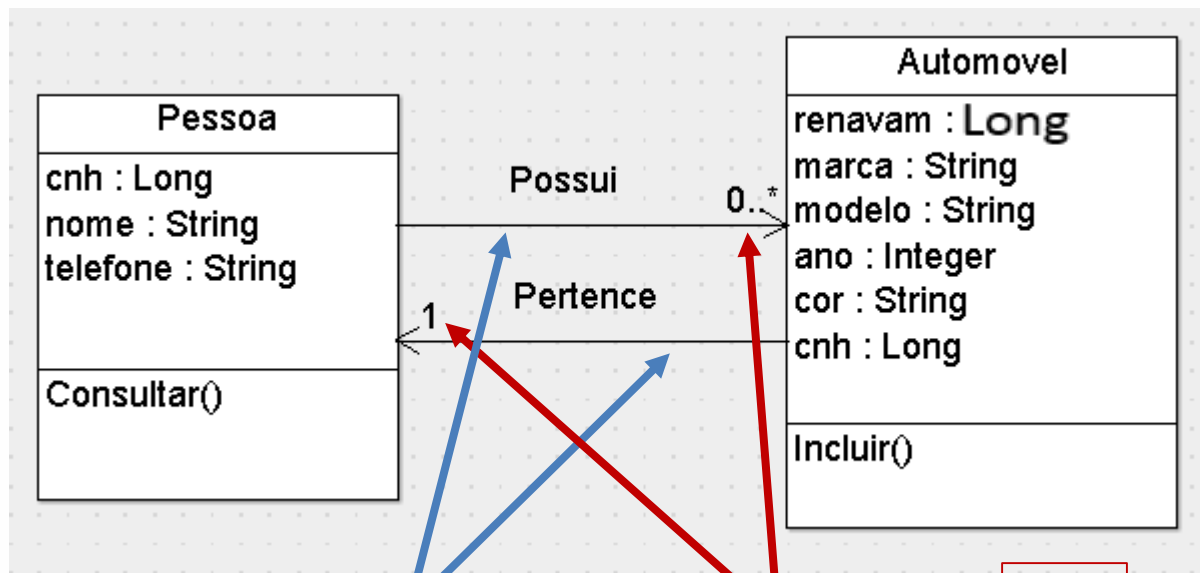 Pessoa
cnh : Long
nome : String
telefone : String
Consultar()
Possui
0..*
Pertence
1
Automovel
renavam : Long
marca : String
modelo : String
ano : Integer
cor : String
cnh : Long
Incluir()